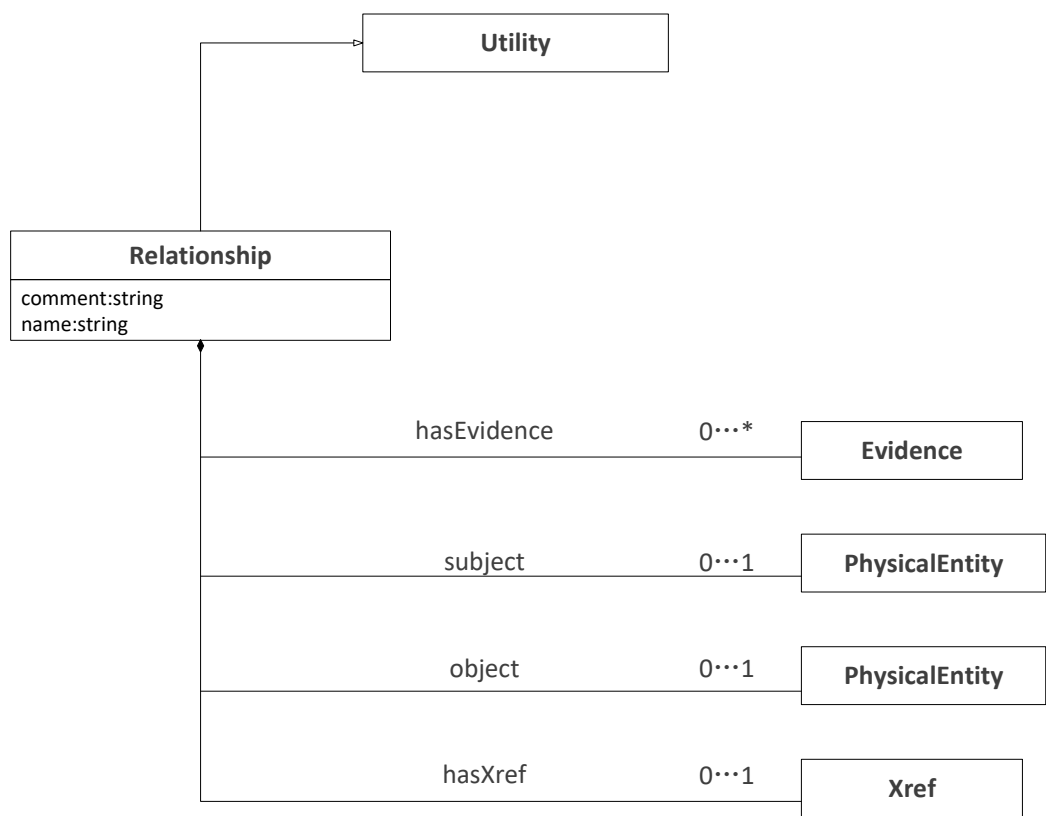 Utility
Relationship
comment:string
name:string
hasEvidence 0⋯*
Evidence
subject 0⋯1
PhysicalEntity
object 0⋯1
PhysicalEntity
hasXref 0⋯1
Xref